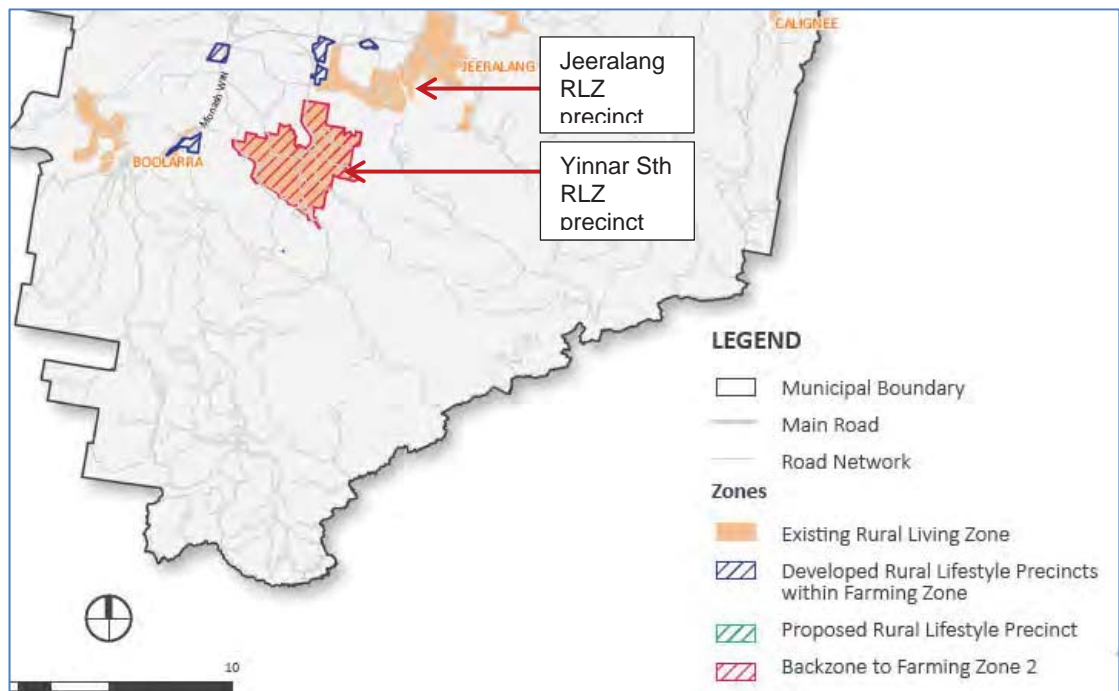 CALIGNEE
JEERALANG
Jeeralang
RLZ
precinct
Monash WIN
BOOLARRA
Yinnar Sth
RLZ
precinct
LEGEND
Municipal Boundary
Main Road
Road Network
Zones
Existing Rural Living Zone
Developed Rural Lifestyle Precincts
within Farming Zone
Proposed Rural Lifestyle Precinct
Backzone to Farming Zone 2
10